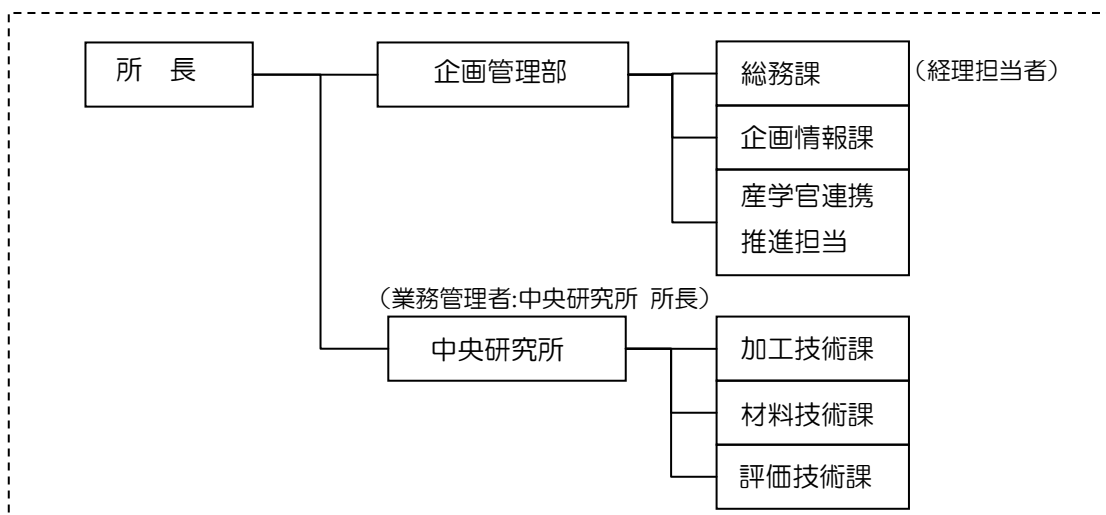 所　長
企画管理部
総務課
（経理担当者）
企画情報課
産学官連携
推進担当
（業務管理者:中央研究所 所長）
中央研究所
加工技術課
材料技術課
評価技術課